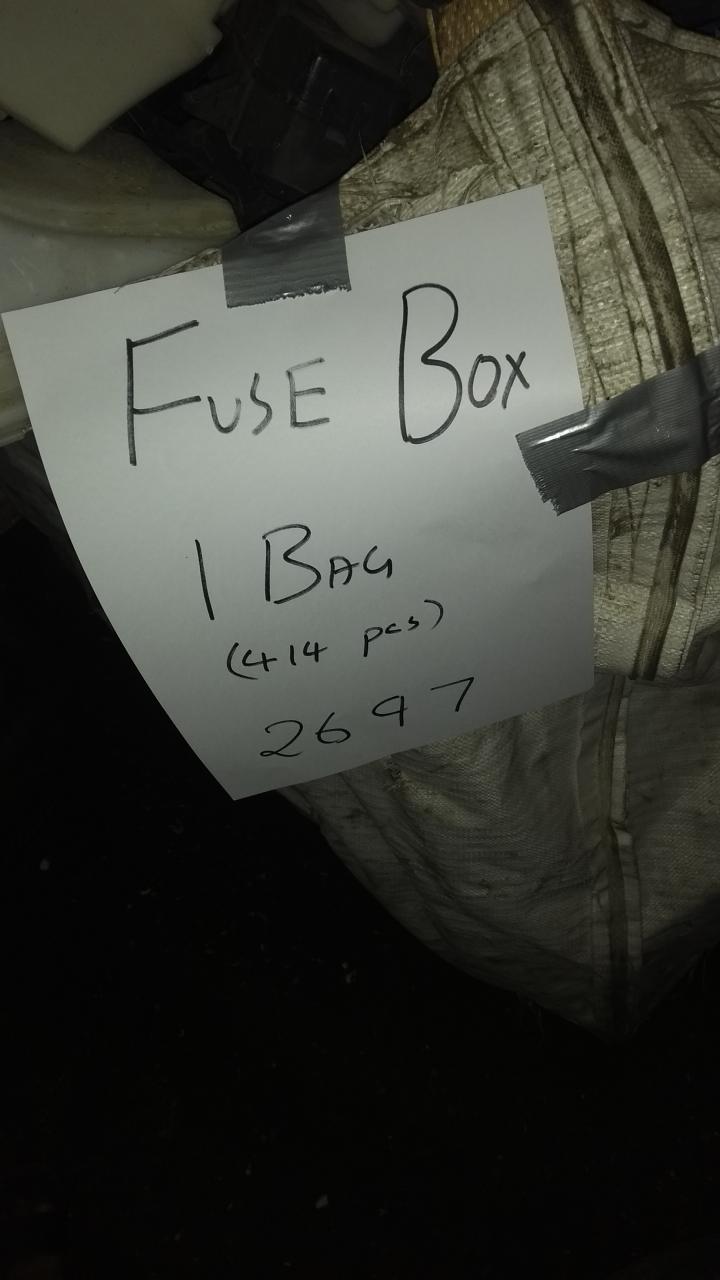 FUSE BOX
1 BAG
(414 pcs)
2697